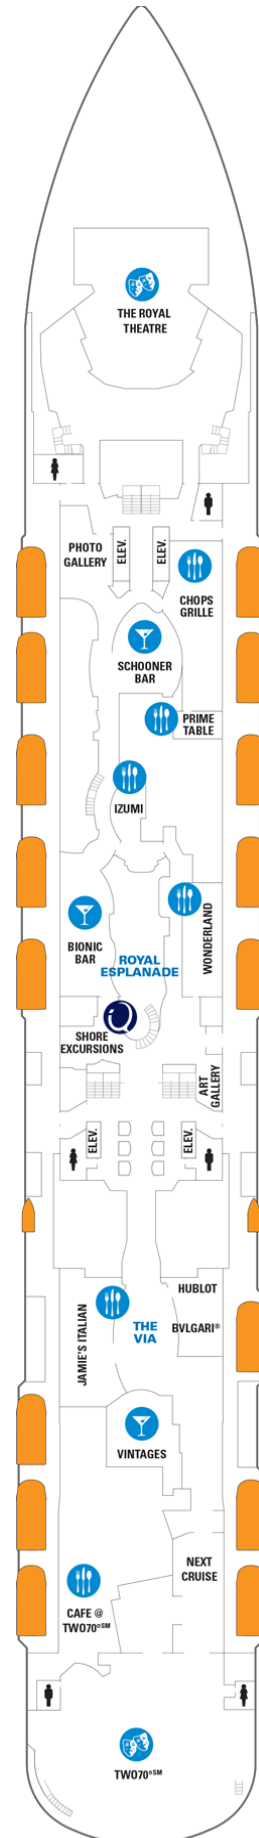 THE ROYAL
THEATRE
PHOTO
GALLERY
ELEV.
ELEV.
CHOPS
GRILLE
SCHOONER
BAR
PRIME
TABLE
IZUMI
BIONIC
BAR
WONDERLAND
ROYAL
ESPLANADE
iQ
SHORE
EXCURSIONS
ART
GALLERY
ELEV.
ELEV.
HUBLOT
JAMIE'S ITALIAN
THE
VIA
BVLGARI®
VINTAGES
NEXT
CRUISE
CAFE @
TWO70°SM
TWO70°SM